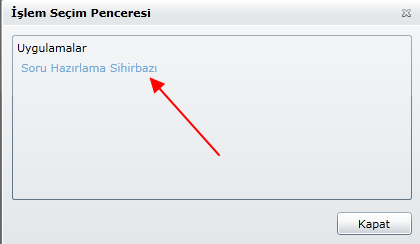 İşlem Seçim Penceresi
Uygulamalar
Soru Hazırlama Sihirbazı
Kapat